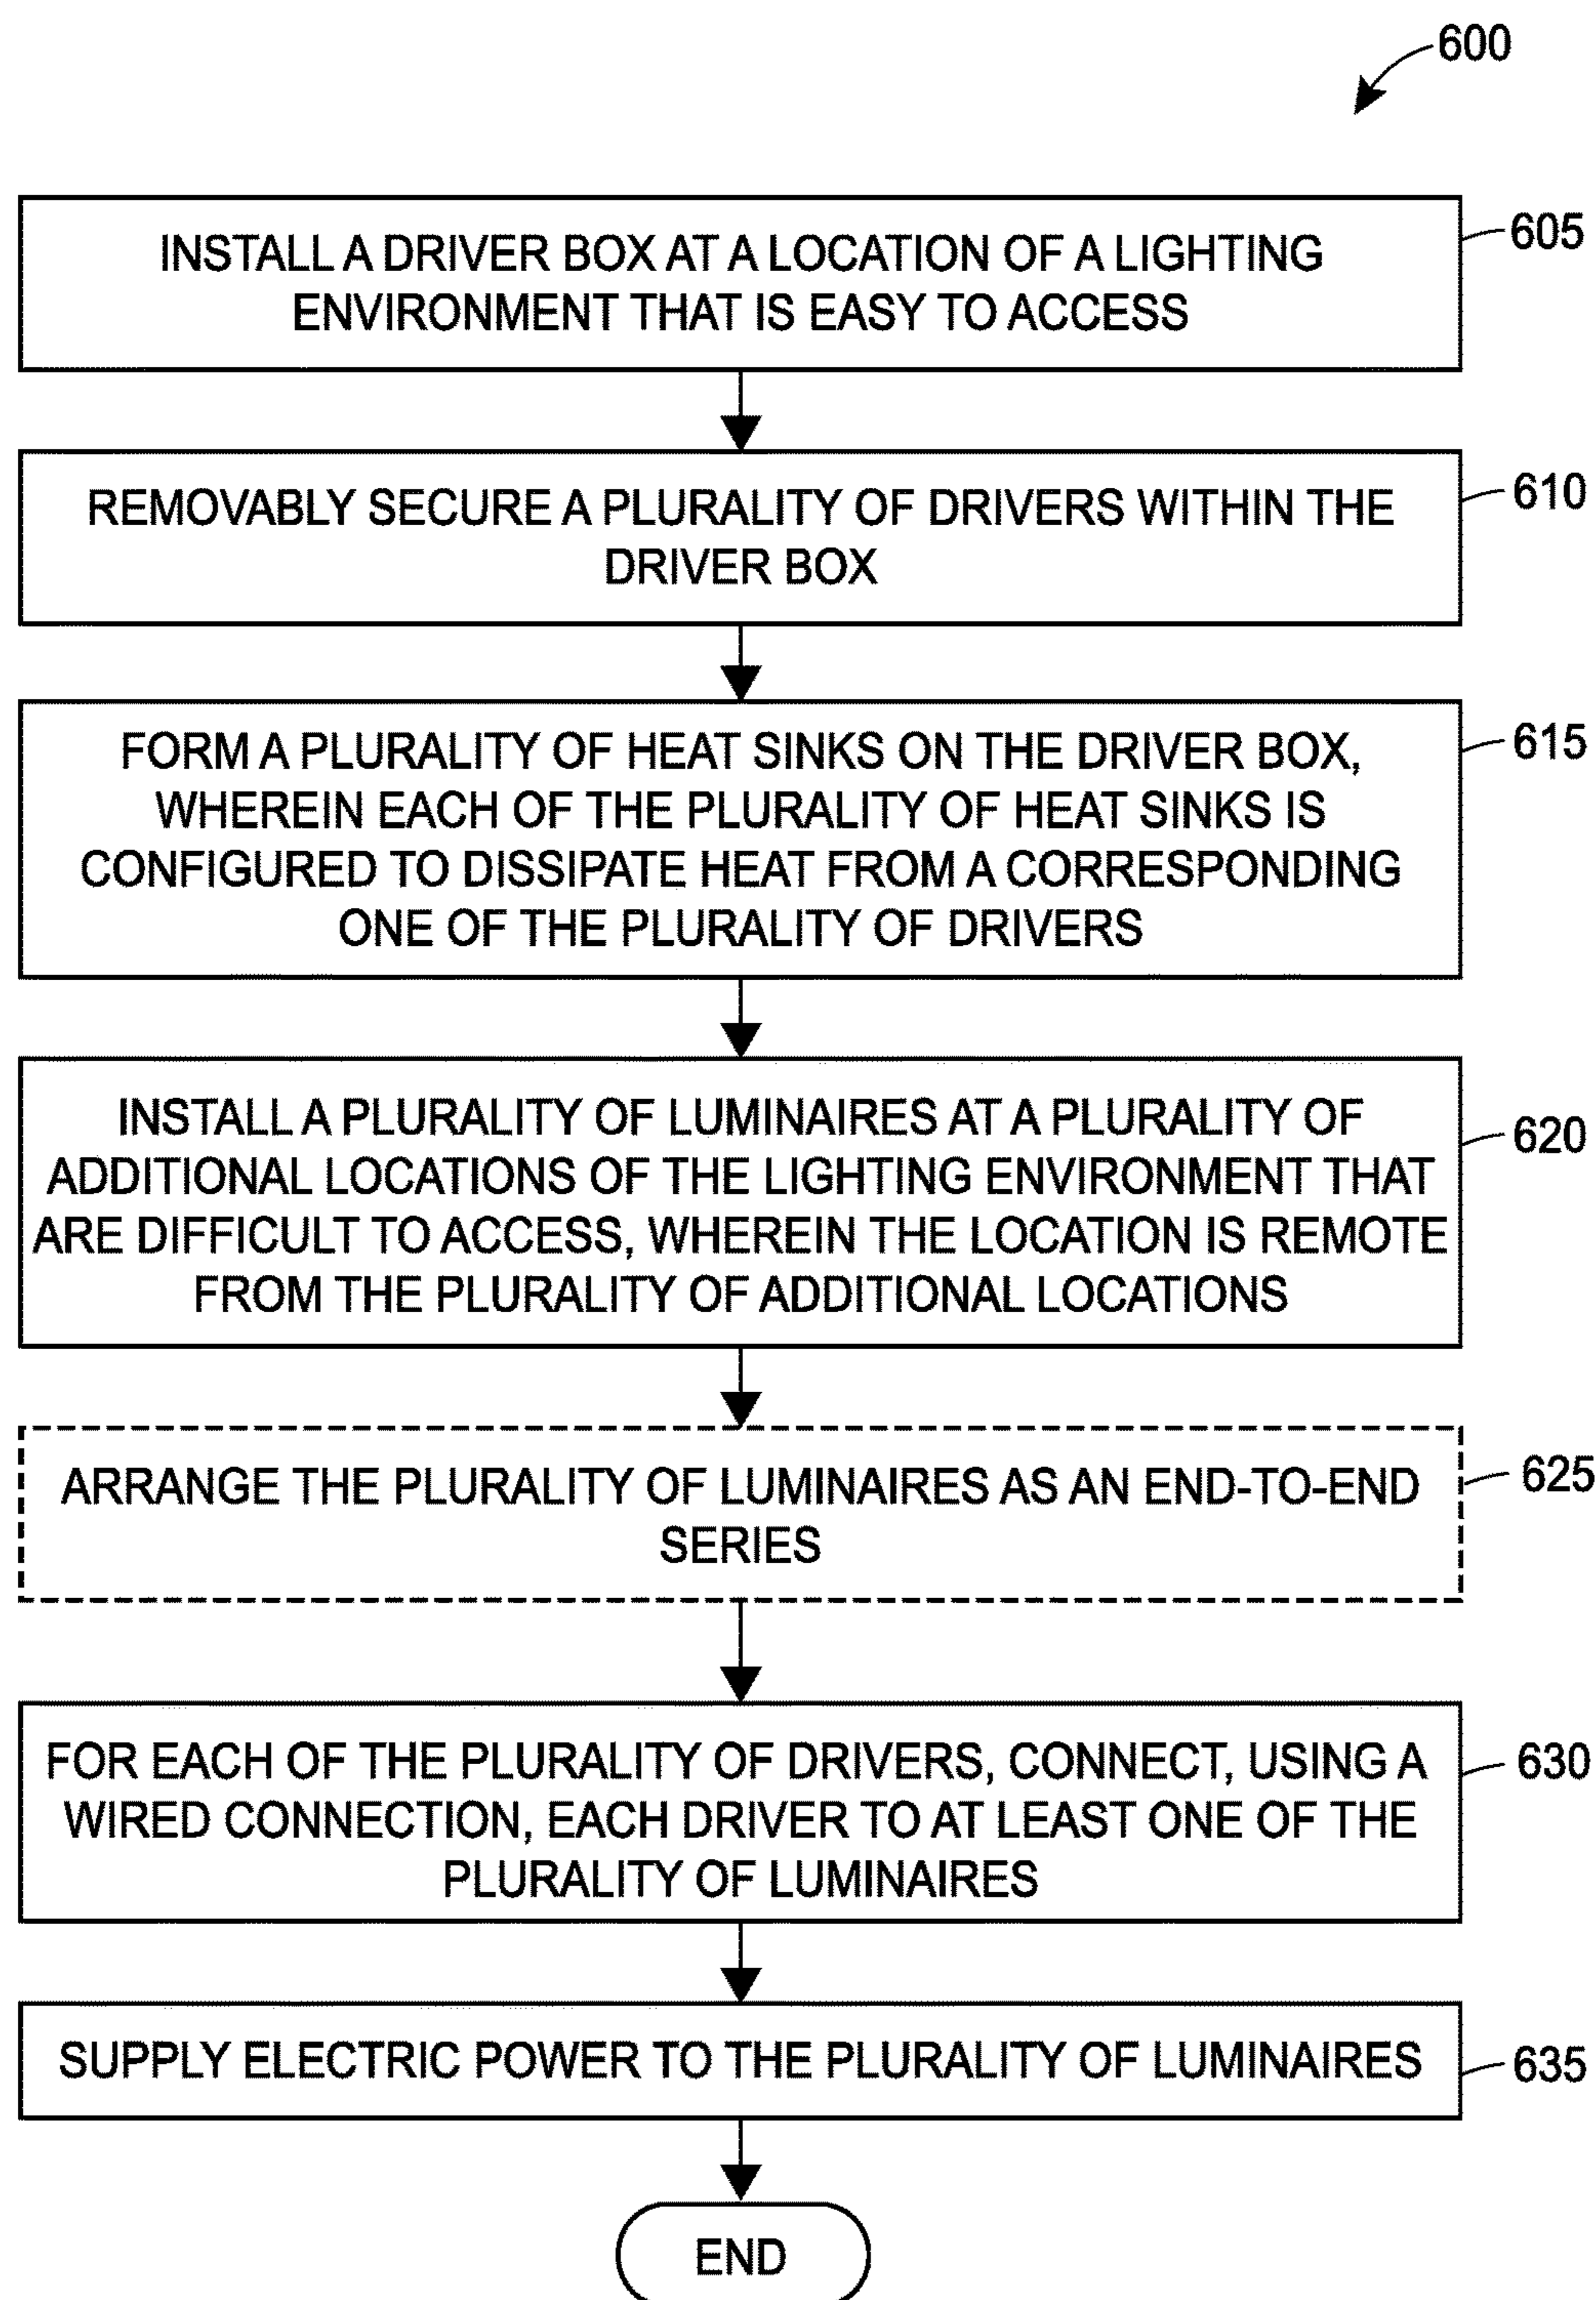 600
INSTALL A DRIVER BOX AT A LOCATION OF A LIGHTING
ENVIRONMENT THAT IS EASY TO ACCESS
605
REMOVABLY SECURE A PLURALITY OF DRIVERS WITHIN THE
DRIVER BOX
610
FORM A PLURALITY OF HEAT SINKS ON THE DRIVER BOX,
WHEREIN EACH OF THE PLURALITY OF HEAT SINKS IS
CONFIGURED TO DISSIPATE HEAT FROM A CORRESPONDING
ONE OF THE PLURALITY OF DRIVERS
615
INSTALL A PLURALITY OF LUMINAIRES AT A PLURALITY OF
ADDITIONAL LOCATIONS OF THE LIGHTING ENVIRONMENT THAT
ARE DIFFICULT TO ACCESS, WHEREIN THE LOCATION IS REMOTE
FROM THE PLURALITY OF ADDITIONAL LOCATIONS
620
ARRANGE THE PLURALITY OF LUMINAIRES AS AN END-TO-END
SERIES
625
FOR EACH OF THE PLURALITY OF DRIVERS, CONNECT, USING A
WIRED CONNECTION, EACH DRIVER TO AT LEAST ONE OF THE
PLURALITY OF LUMINAIRES
630
SUPPLY ELECTRIC POWER TO THE PLURALITY OF LUMINAIRES
635
END